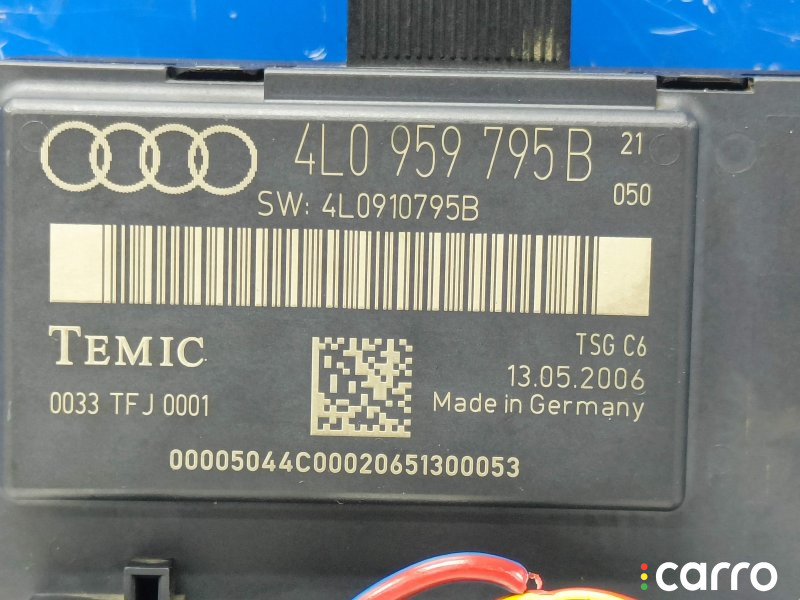 4L0 959 795 B 21
050
SW: 4L0910795B
TEMIC
TSG C6
13.05.2006
0033 TFJ 0001
Made in Germany
00005044C00020651300053
carro